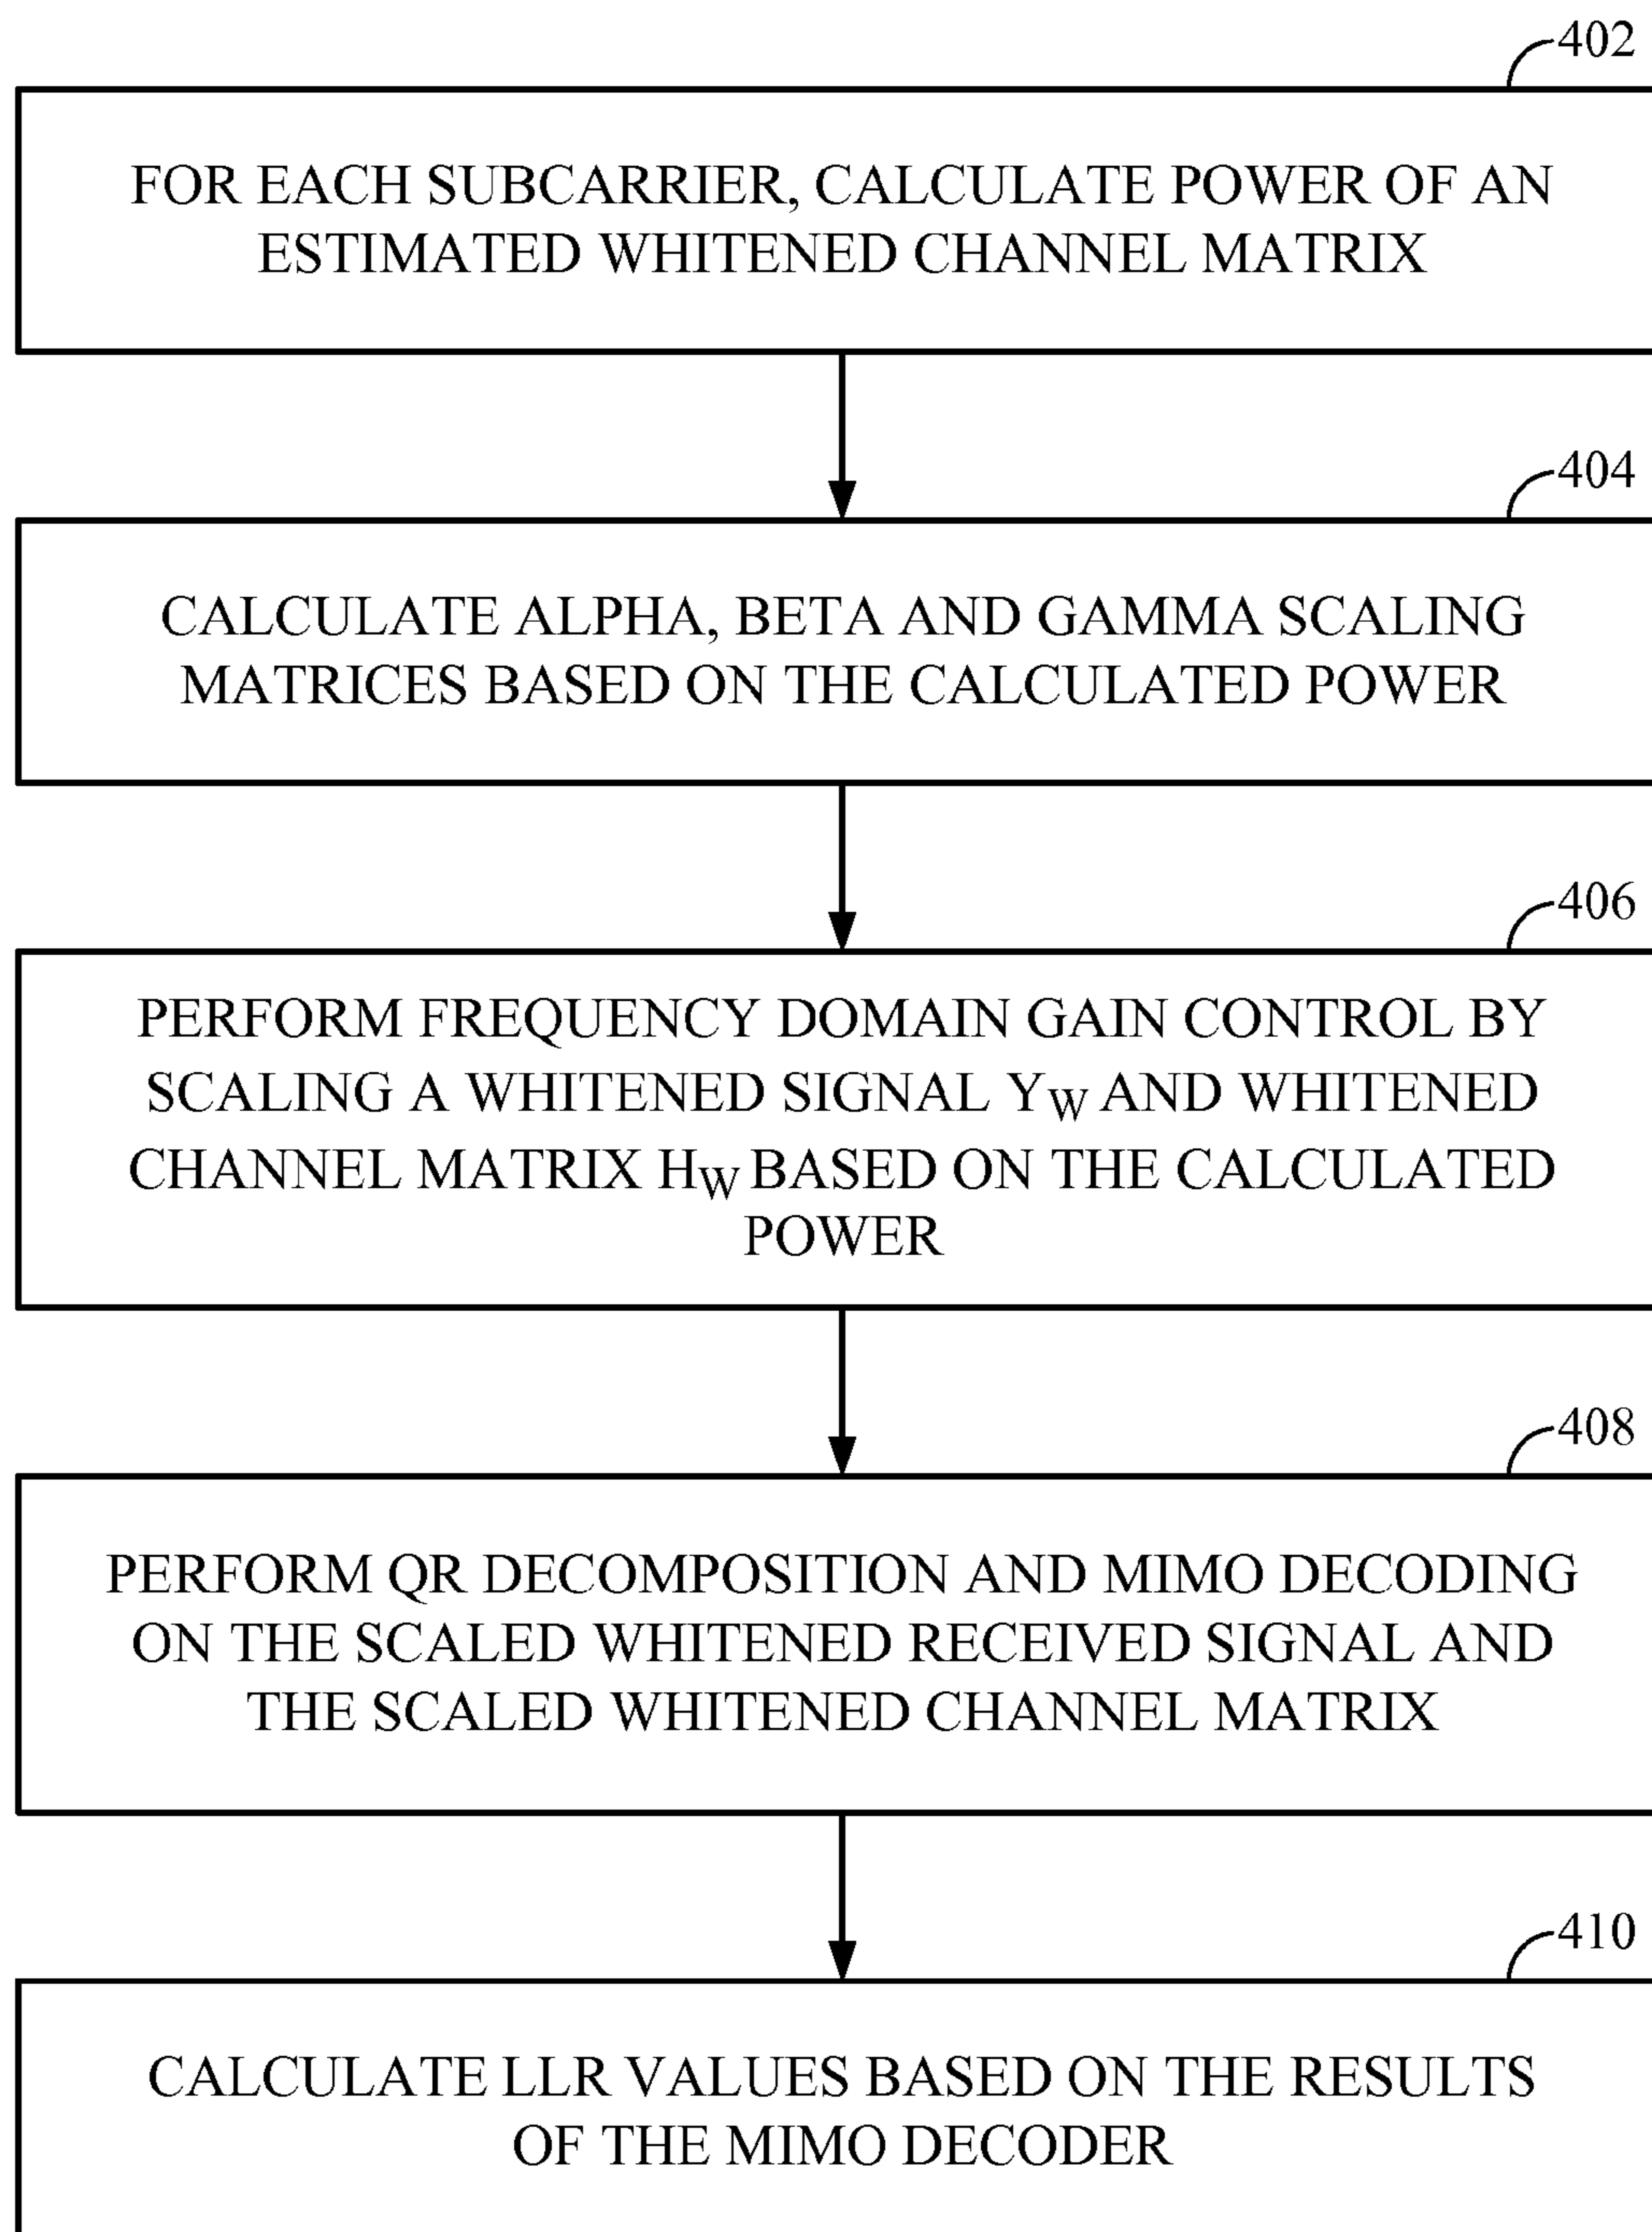 402
FOR EACH SUBCARRIER, CALCULATE POWER OF AN
ESTIMATED WHITENED CHANNEL MATRIX
404
CALCULATE ALPHA, BETA AND GAMMA SCALING
MATRICES BASED ON THE CALCULATED POWER
406
PERFORM FREQUENCY DOMAIN GAIN CONTROL BY
SCALING A WHITENED SIGNAL YW AND WHITENED
CHANNEL MATRIX HW BASED ON THE CALCULATED
POWER
408
PERFORM QR DECOMPOSITION AND MIMO DECODING
ON THE SCALED WHITENED RECEIVED SIGNAL AND
THE SCALED WHITENED CHANNEL MATRIX
410
CALCULATE LLR VALUES BASED ON THE RESULTS
OF THE MIMO DECODER